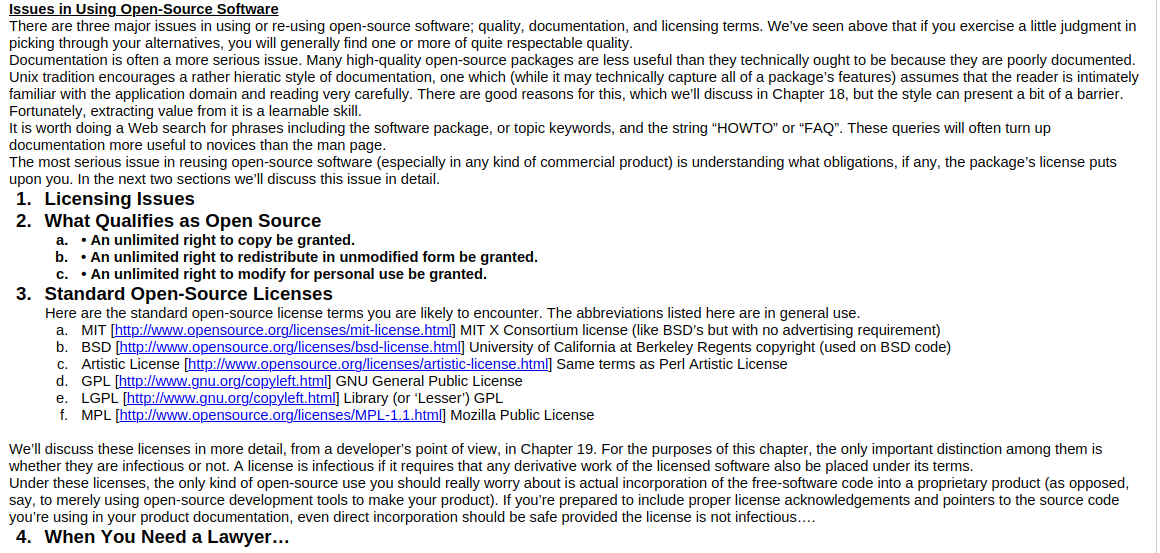 Issues in Using Open-Source Software
There are three major issues in using or re-using open-source software; quality, documentation, and licensing terms. We’ve seen above that if you exercise a little judgment in
picking through your alternatives, you will generally find one or more of quite respectable quality.
Documentation is often a more serious issue. Many high-quality open-source packages are less useful than they technically ought to be because they are poorly documented.
Unix tradition encourages a rather hieratic style of documentation, one which (while it may technically capture all of a package’s features) assumes that the reader is intimately
familiar with the application domain and reading very carefully. There are good reasons for this, which we’ll discuss in Chapter 18, but the style can present a bit of a barrier.
Fortunately, extracting value from it is a learnable skill.
It is worth doing a Web search for phrases including the software package, or topic keywords, and the string “HOWTO” or “FAQ”. These queries will often turn up
documentation more useful to novices than the man page.
The most serious issue in reusing open-source software (especially in any kind of commercial product) is understanding what obligations, if any, the package’s license puts
upon you. In the next two sections we’ll discuss this issue in detail.
1. Licensing Issues
2. What Qualifies as Open Source
a. • An unlimited right to copy be granted.
b. • An unlimited right to redistribute in unmodified form be granted.
c. • An unlimited right to modify for personal use be granted.
3. Standard Open-Source Licenses
Here are the standard open-source license terms you are likely to encounter. The abbreviations listed here are in general use.
a. MIT [http://www.opensource.org/licenses/mit-license.html] MIT X Consortium license (like BSD’s but with no advertising requirement)
b. BSD [http://www.opensource.org/licenses/bsd-license.html] University of California at Berkeley Regents copyright (used on BSD code)
c. Artistic License [http://www.opensource.org/licenses/artistic-license.html] Same terms as Perl Artistic License
d. GPL [http://www.gnu.org/copyleft.html] GNU General Public License
e. LGPL [http://www.gnu.org/copyleft.html] Library (or ‘Lesser’) GPL
f. MPL [http://www.opensource.org/licenses/MPL-1.1.html] Mozilla Public License
We’ll discuss these licenses in more detail, from a developer’s point of view, in Chapter 19. For the purposes of this chapter, the only important distinction among them is
whether they are infectious or not. A license is infectious if it requires that any derivative work of the licensed software also be placed under its terms.
Under these licenses, the only kind of open-source use you should really worry about is actual incorporation of the free-software code into a proprietary product (as opposed,
say, to merely using open-source development tools to make your product). If you’re prepared to include proper license acknowledgements and pointers to the source code
you’re using in your product documentation, even direct incorporation should be safe provided the license is not infectious….
4. When You Need a Lawyer…